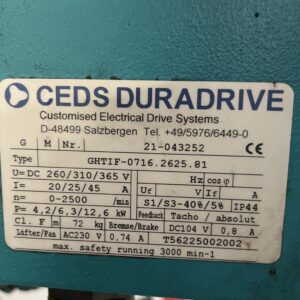 CEDS DURADRIVE
Customised Electrical Drive Systems
D-48499 Salzbergen Tel. +49/5976/6449-0
G M Nr. 21-043252 CE
Type GHTIF-0716.2625.81
U= DC 260/310/365 V Hz cos φ
I = 20/25/45 A Uf V If A
n = 0-2500 /min S1/S3-40%/5% IP44
P = 4,2/6,3/12,6 kW Feedback Tacho / absolut
Cl. F = 72 kg Bremse/Brake DC104 V 0,8 A
Lüfter/Fan AC230 V 0,74 A T56225002002
max. safety running 3000 min-1